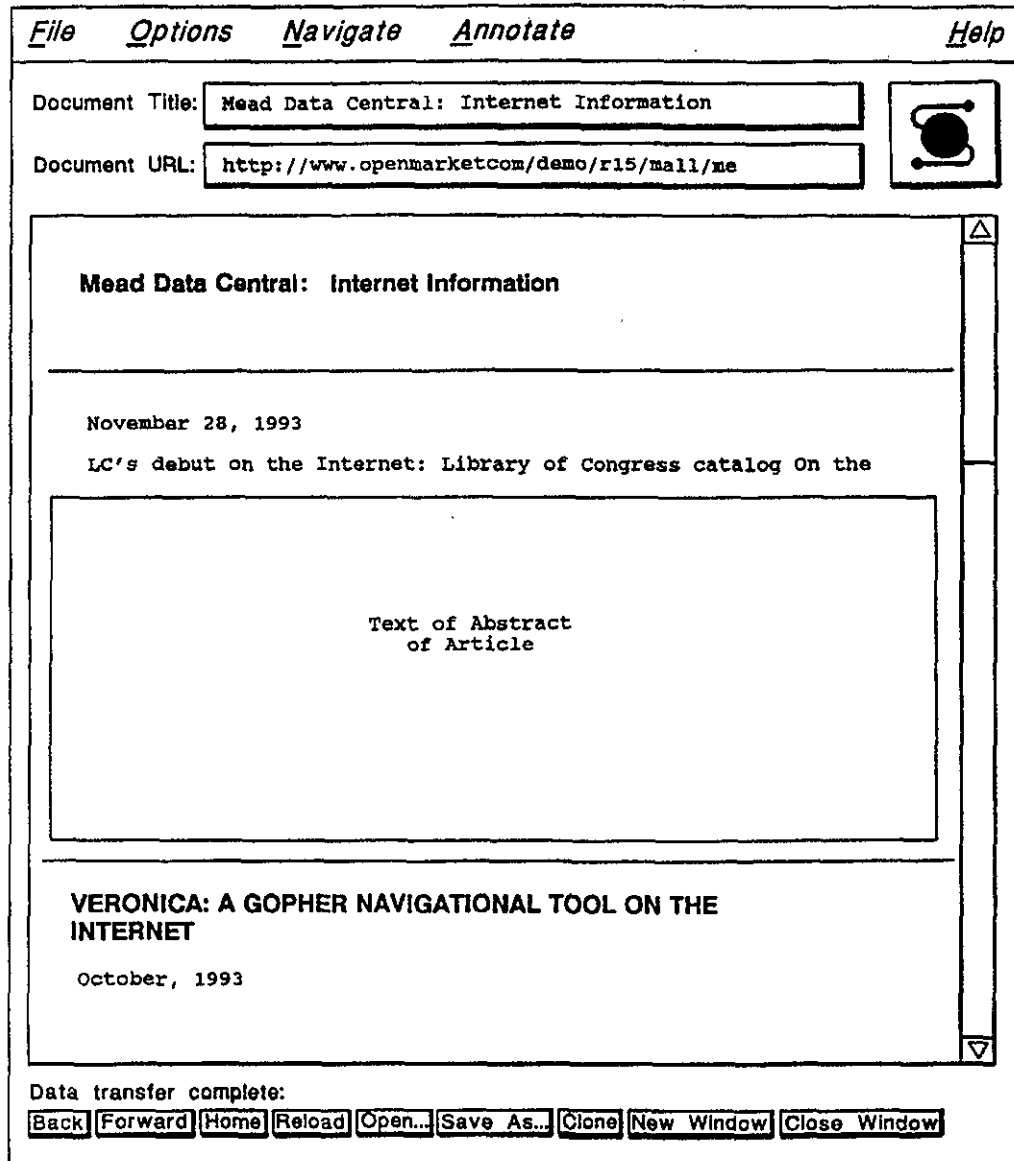 File Options Navigate Annotate Help
Document Title: Mead Data Central: Internet Information
Document URL: http://www.openmarketcom/demo/r15/mall/me
Mead Data Central: Internet Information
November 28, 1993
LC's debut on the Internet: Library of Congress catalog On the
Text of Abstract
of Article
VERONICA: A GOPHER NAVIGATIONAL TOOL ON THE
INTERNET
October, 1993
Data transfer complete:
Back Forward Home Reload Open... Save As... Clone New Window Close Window